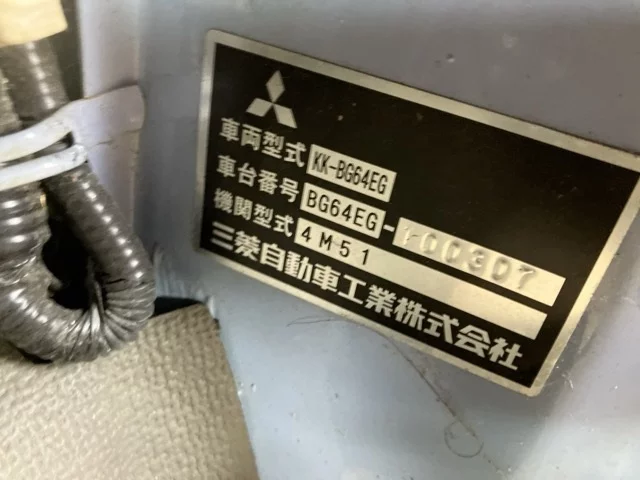 車両型式 KK-BG64EG
車台番号 BG64EG-100307
機関型式 4M51
三菱自動車工業株式会社